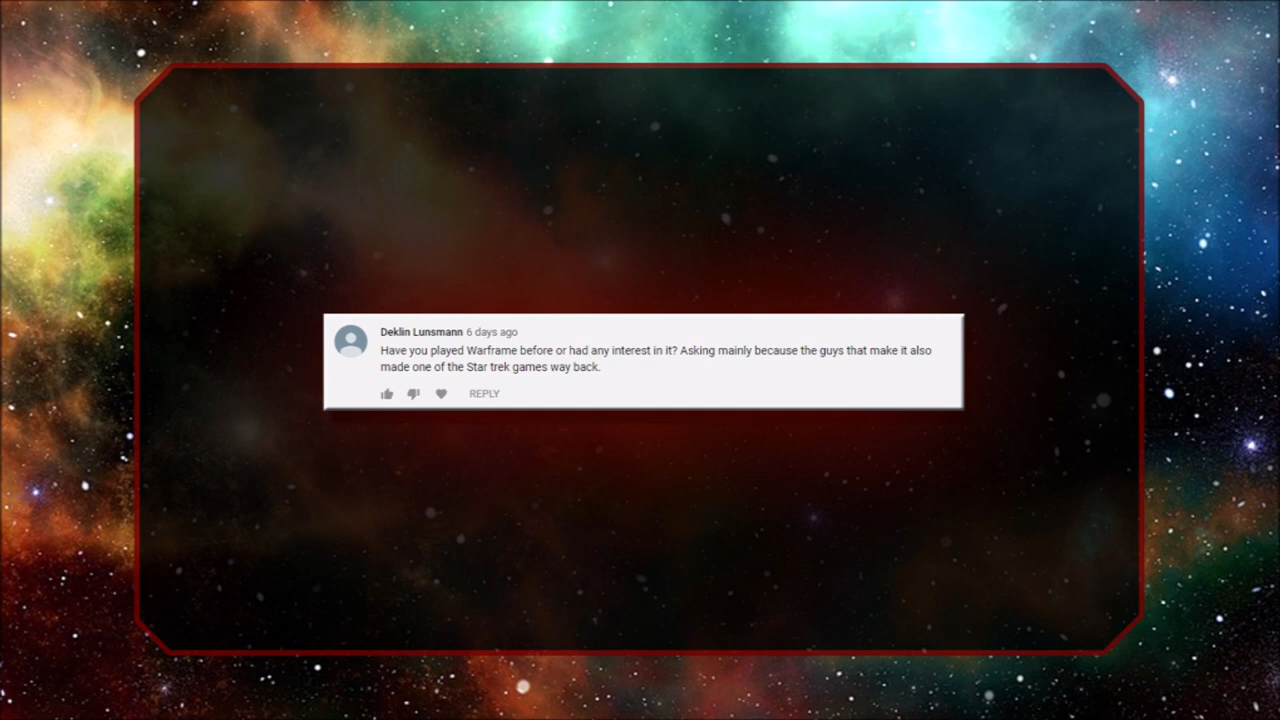 Deklin Lunsmann 6 days ago
Have you played Warframe before or had any interest in it? Asking mainly because the guys that make it also
made one of the Star trek games way back.
REPLY